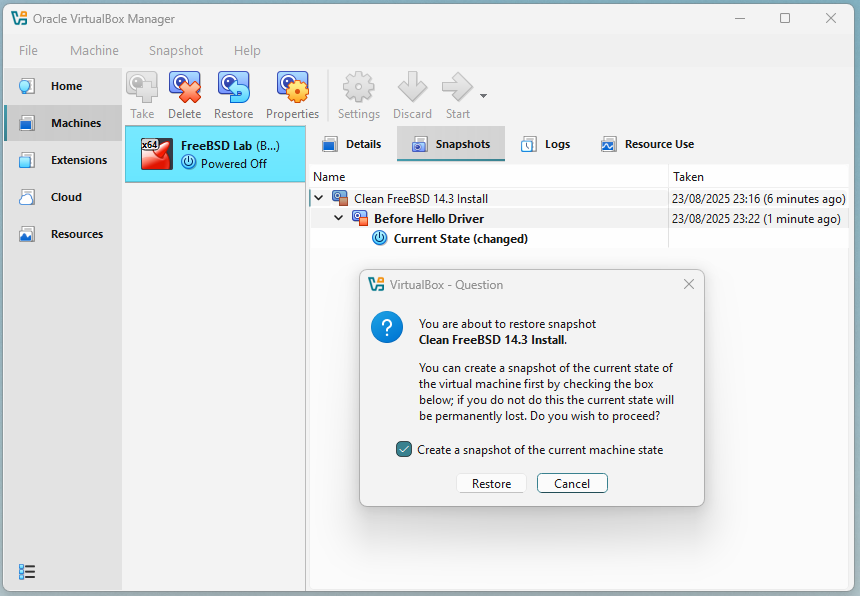 Oracle VirtualBox Manager
File Machine Snapshot Help
Take Delete Restore Properties Settings Discard Start
Home
Machines
Extensions
Cloud
Resources
x64
FreeBSD Lab (B...)
Powered Off
Details Snapshots Logs Resource Use
Name Taken
Clean FreeBSD 14.3 Install 23/08/2025 23:16 (6 minutes ago)
Before Hello Driver 23/08/2025 23:22 (1 minute ago)
Current State (changed)
VirtualBox - Question
?
You are about to restore snapshot
Clean FreeBSD 14.3 Install.
You can create a snapshot of the current state of
the virtual machine first by checking the box
below; if you do not do this the current state will
be permanently lost. Do you wish to proceed?
Create a snapshot of the current machine state
Restore Cancel